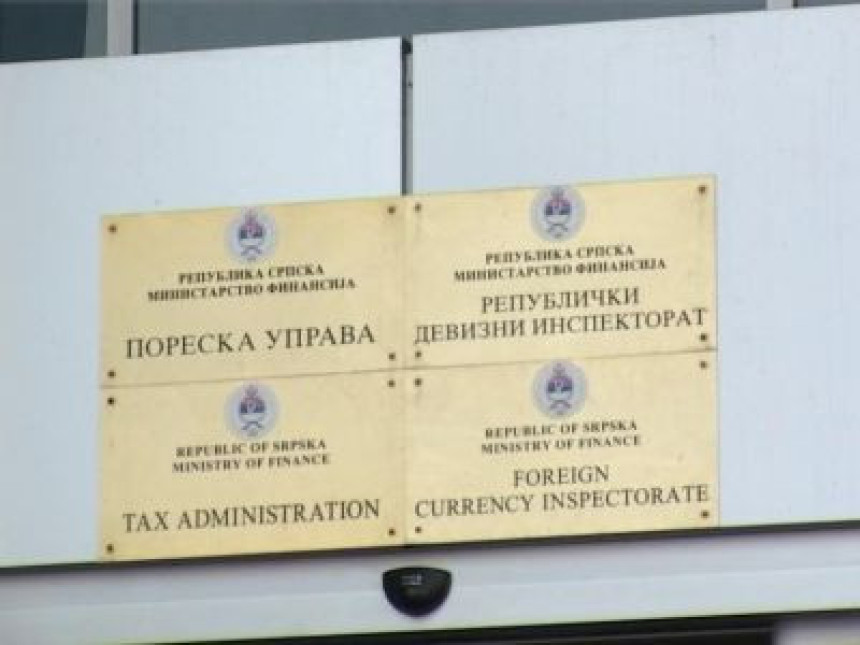 РЕПУБЛИКА СРПСКА
МИНИСТАРСТВО ФИНАНСИЈА
ПОРЕСКА УПРАВА
РЕПУБЛИКА СРПСКА
МИНИСТАРСТВО ФИНАНСИЈА
РЕПУБЛИЧКИ
ДЕВИЗНИ ИНСПЕКТОРАТ
REPUBLIC OF SRPSKA
MINISTRY OF FINANCE
TAX ADMINISTRATION
REPUBLIC OF SRPSKA
MINISTRY OF FINANCE
FOREIGN
CURRENCY INSPECTORATE